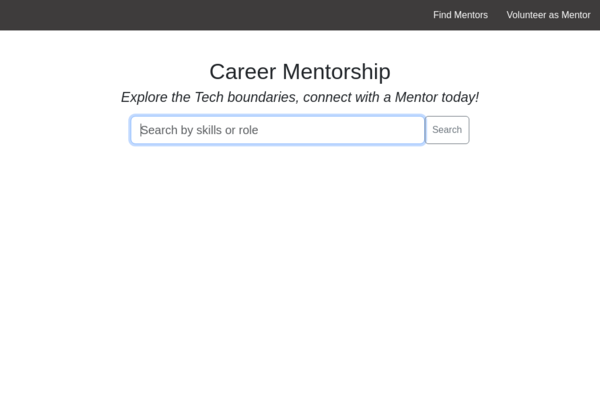 Find Mentors Volunteer as Mentor
Career Mentorship
Explore the Tech boundaries, connect with a Mentor today!
Search by skills or role Search